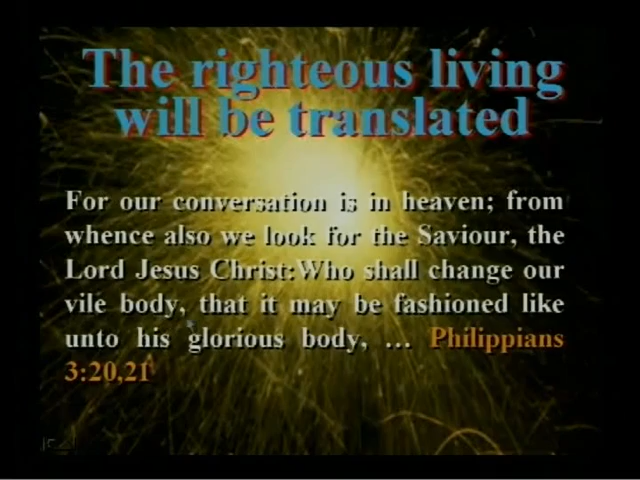 The righteous living
will be translated
For our conversation is in heaven; from
whence also we look for the Saviour, the
Lord Jesus Christ:Who shall change our
vile body, that it may be fashioned like
unto his glorious body, … Philippians
3:20,21